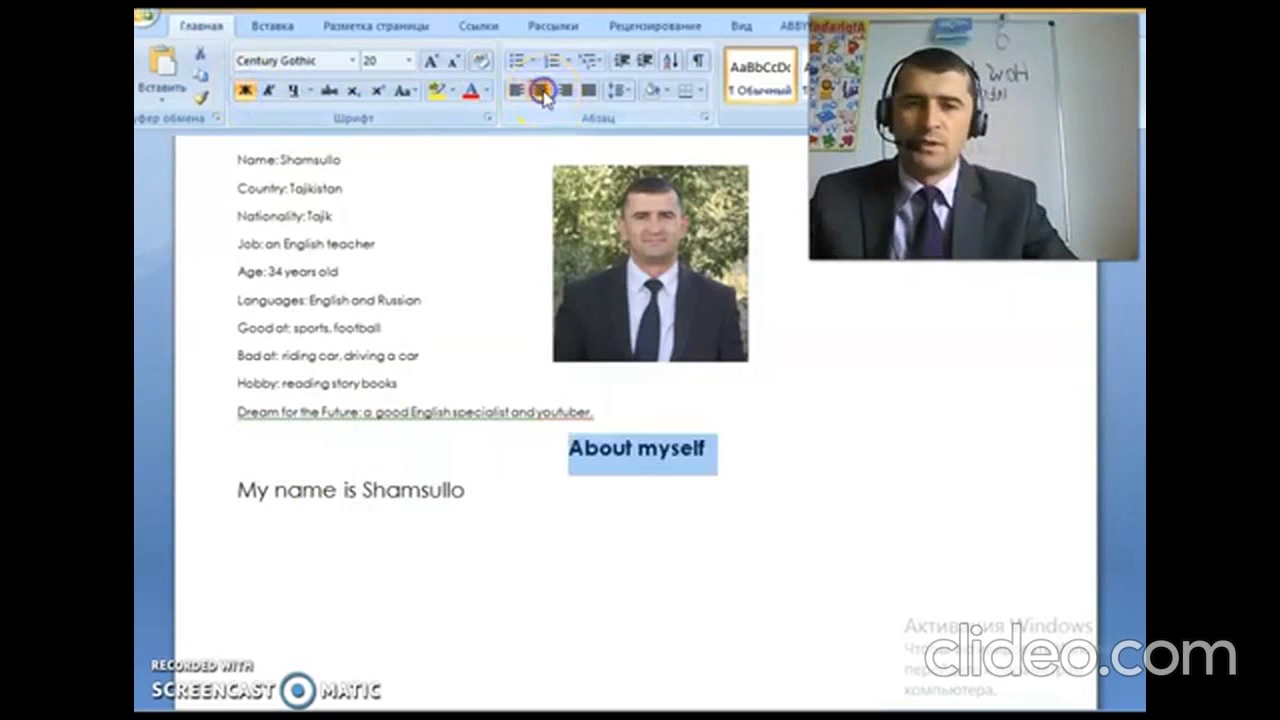 Главная Вставка Разметка страницы Ссылки Рассылки Рецензирование Вид
Century Gothic 20
AaBbCcDc
Вставить
¶ Обычный
Шрифт Абзац
Name: Shamsullo
Country: Tajikistan
Nationality: Tajik
Job: an English teacher
Age: 34 years old
Languages: English and Russian
Good at: sports, football
Bad at: riding car, driving a car
Hobby: reading story books
Dream for the Future: a good English specialist and youtuber.
About myself
My name is Shamsullo
Активация Windows
clideo.com
компьютера.
RECORDED WITH
SCREENCAST MATIC